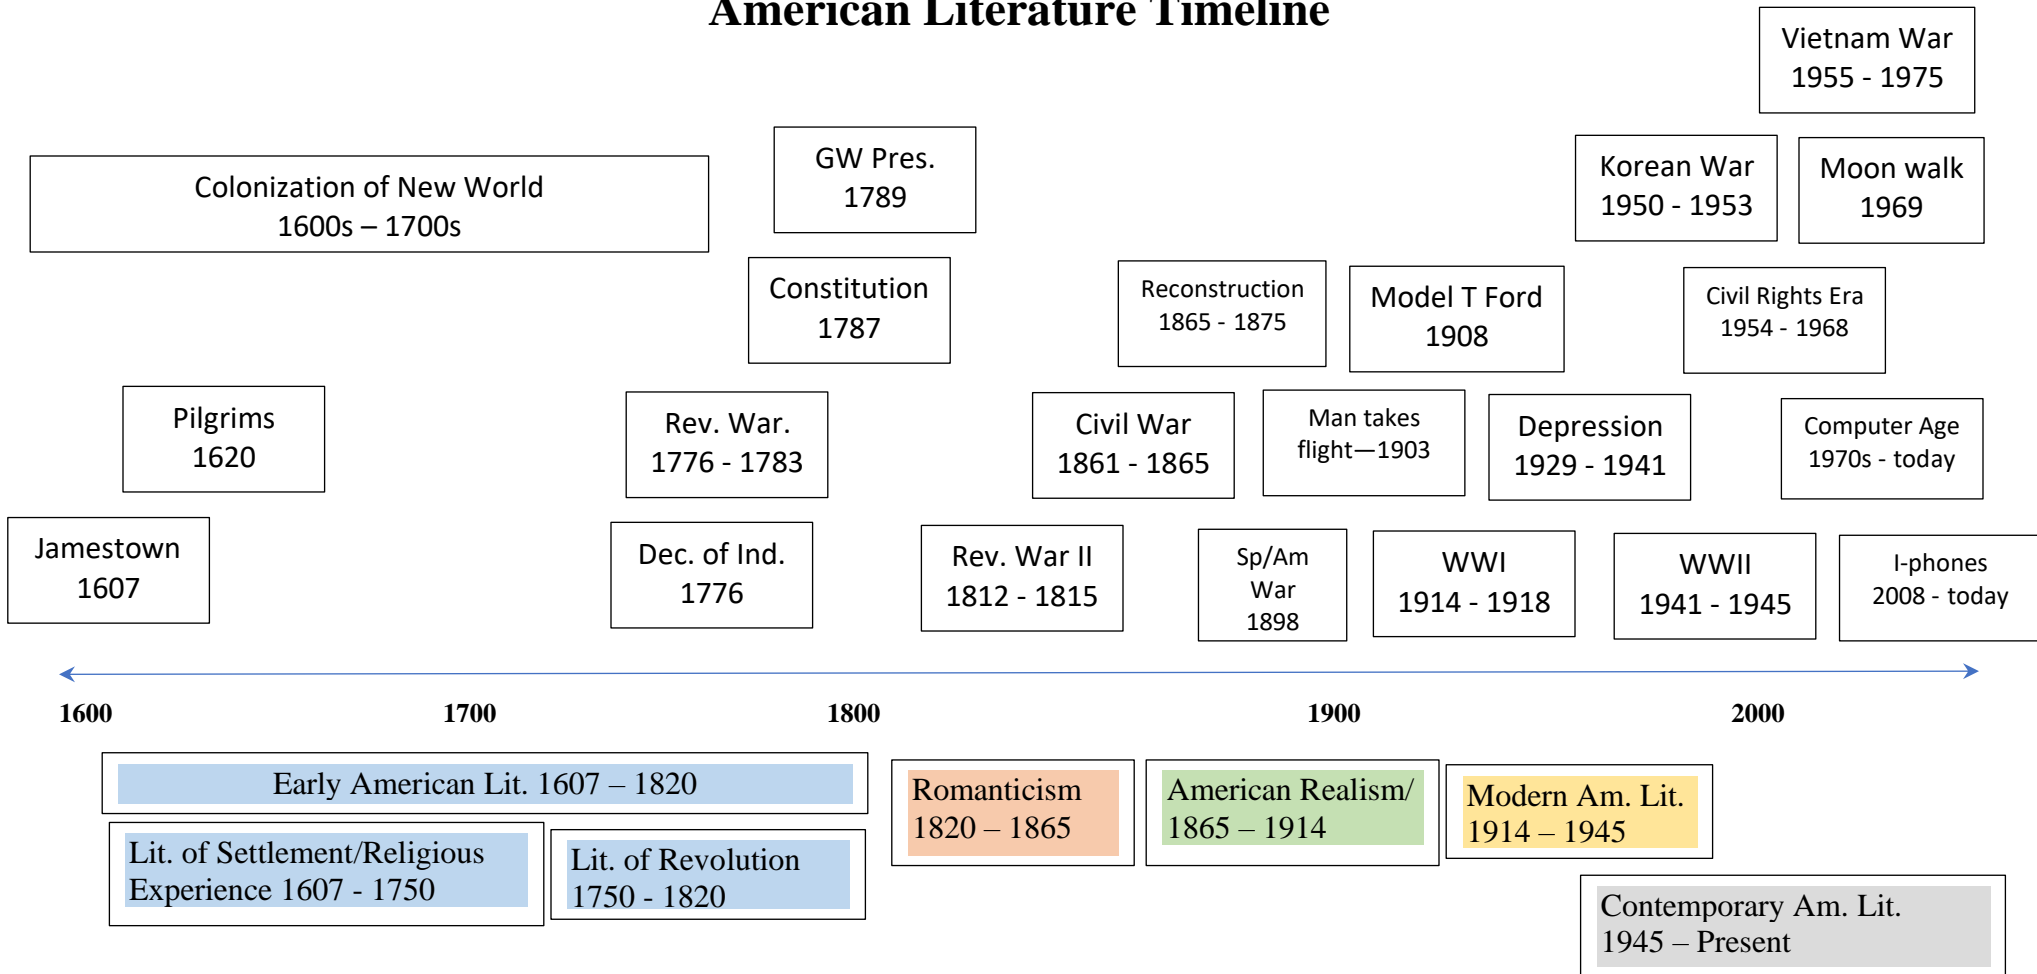 American Literature Timeline
Vietnam War
1955 - 1975
Colonization of New World
1600s – 1700s
GW Pres.
1789
Korean War
1950 - 1953
Moon walk
1969
Constitution
1787
Reconstruction
1865 - 1875
Model T Ford
1908
Civil Rights Era
1954 - 1968
Pilgrims
1620
Rev. War.
1776 - 1783
Civil War
1861 - 1865
Man takes
flight—1903
Depression
1929 - 1941
Computer Age
1970s - today
Jamestown
1607
Dec. of Ind.
1776
Rev. War II
1812 - 1815
Sp/Am
War
1898
WWI
1914 - 1918
WWII
1941 - 1945
I-phones
2008 - today
1600
1700
1800
1900
2000
Early American Lit. 1607 – 1820
Romanticism
1820 – 1865
American Realism/
1865 – 1914
Modern Am. Lit.
1914 – 1945
Lit. of Settlement/Religious
Experience 1607 - 1750
Lit. of Revolution
1750 - 1820
Contemporary Am. Lit.
1945 – Present